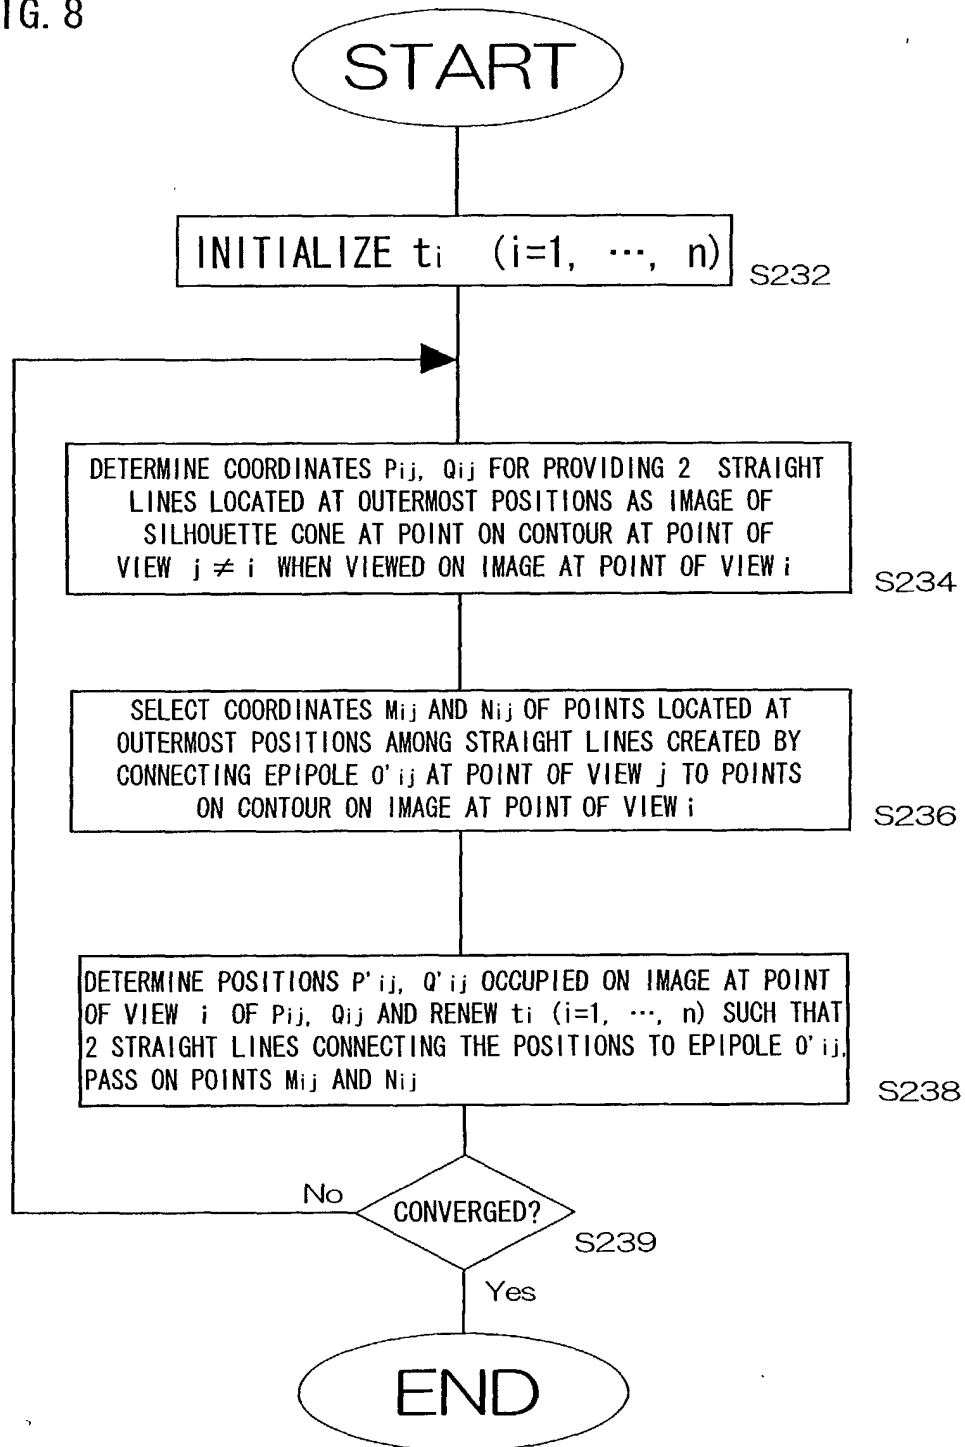 IG. 8
START
INITIALIZE ti (i=1, ···, n)
S232
DETERMINE COORDINATES Pij, Qij FOR PROVIDING 2 STRAIGHT
LINES LOCATED AT OUTERMOST POSITIONS AS IMAGE OF
SILHOUETTE CONE AT POINT ON CONTOUR AT POINT OF
VIEW j ≠ i WHEN VIEWED ON IMAGE AT POINT OF VIEW i
S234
SELECT COORDINATES Mij AND Nij OF POINTS LOCATED AT
OUTERMOST POSITIONS AMONG STRAIGHT LINES CREATED BY
CONNECTING EPIPOLE O'ij AT POINT OF VIEW j TO POINTS
ON CONTOUR ON IMAGE AT POINT OF VIEW i
S236
DETERMINE POSITIONS P'ij, Q'ij OCCUPIED ON IMAGE AT POINT
OF VIEW i OF Pij, Qij AND RENEW ti (i=1, ···, n) SUCH THAT
2 STRAIGHT LINES CONNECTING THE POSITIONS TO EPIPOLE O'ij,
PASS ON POINTS Mij AND Nij
S238
No
CONVERGED?
S239
Yes
END